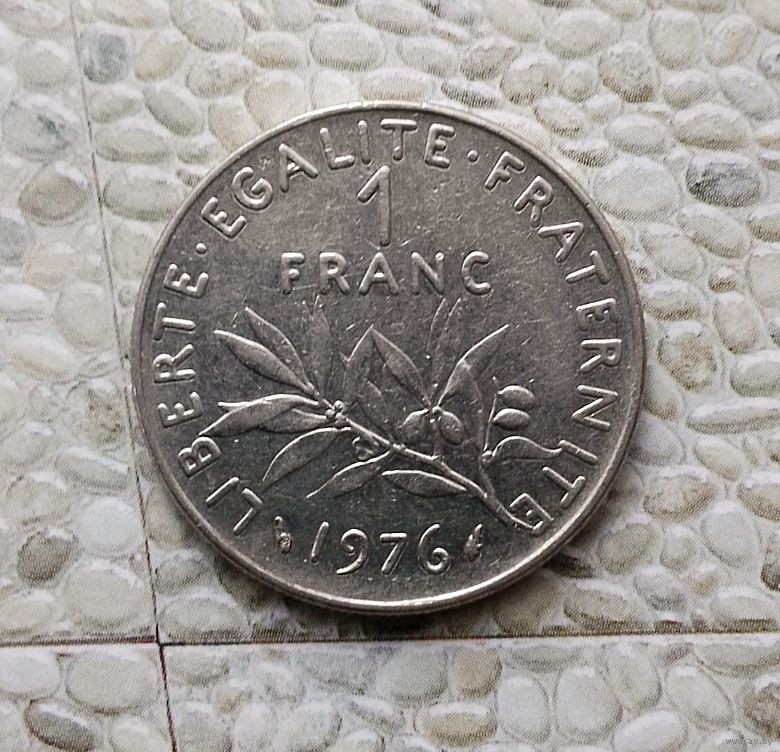 LIBERTE · EGALITE · FRATERNITE
1
FRANC
1976